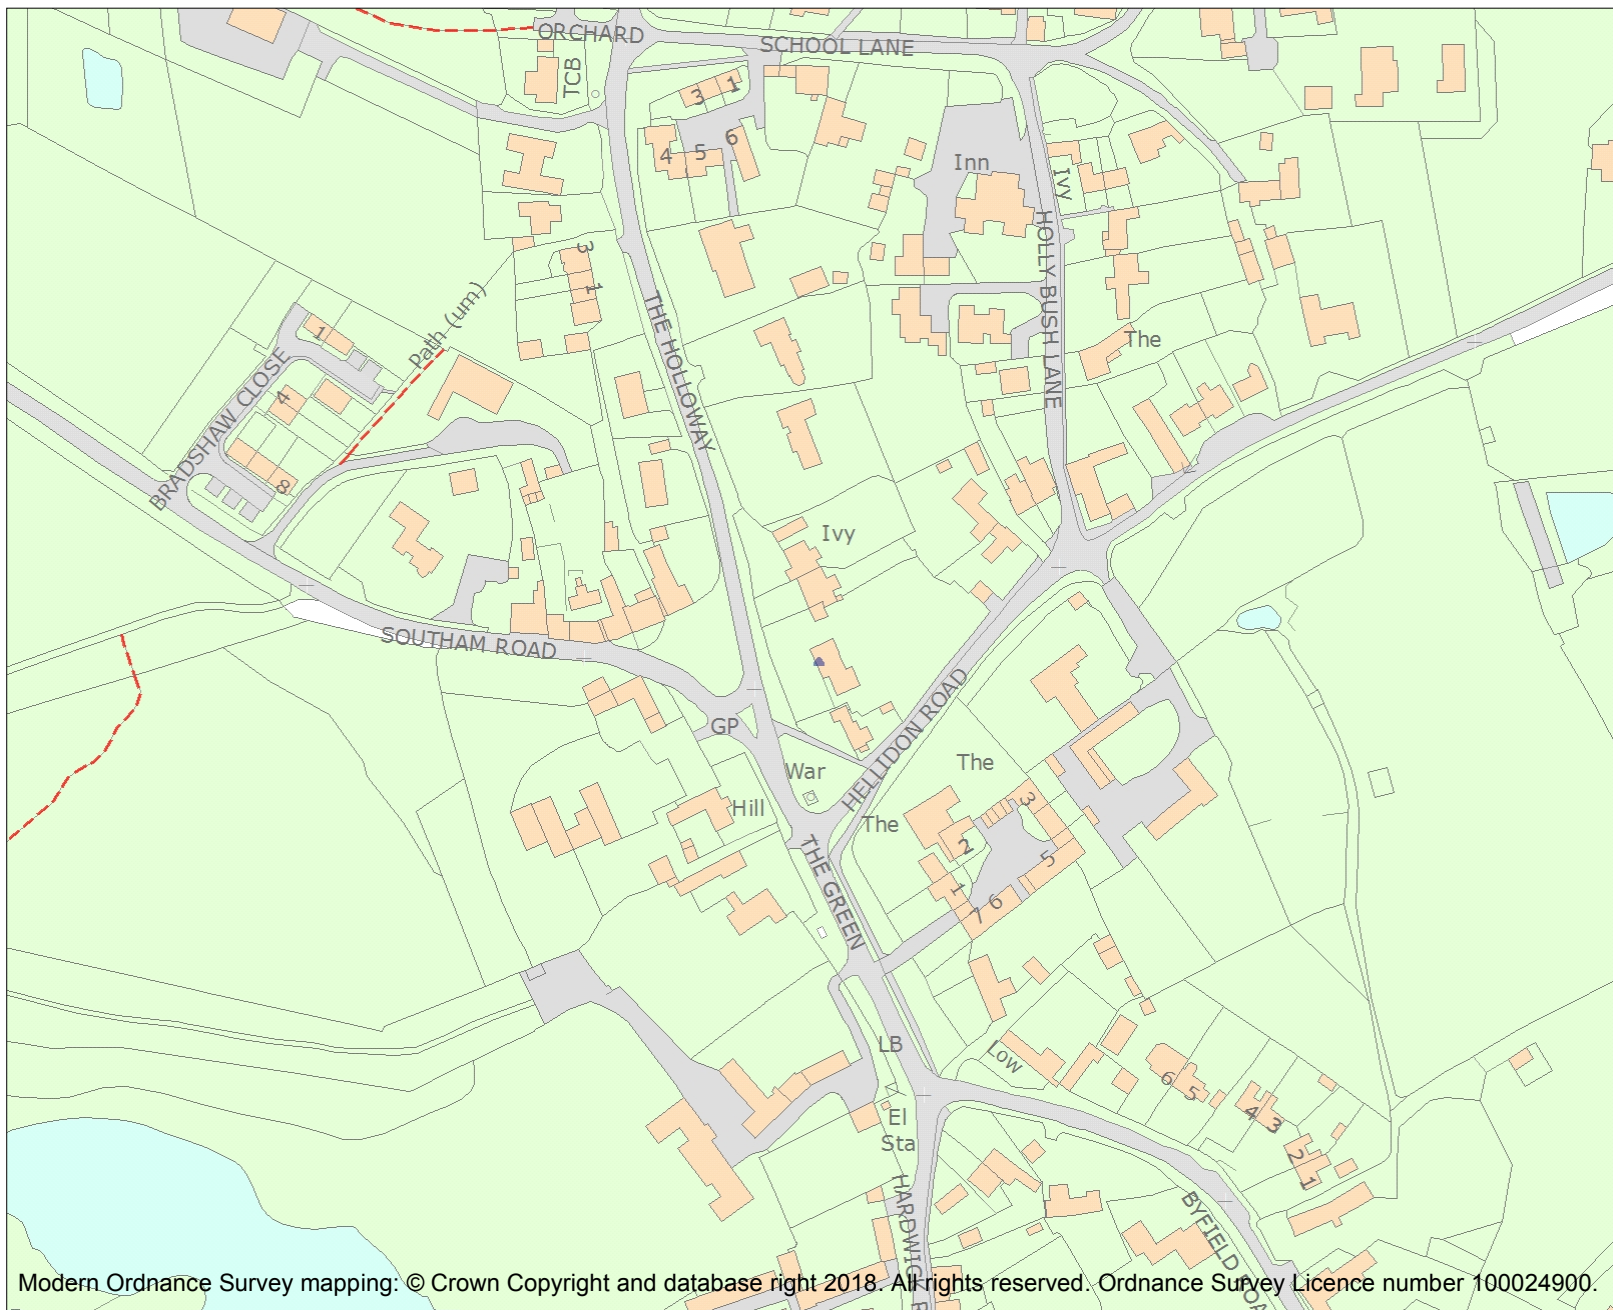 ORCHARD
SCHOOL LANE
TCB
3 1
6
5
4
Inn
Ivy
HOLLY BUSH LANE
3
1
THE HOLLOWAY
Path (um)
1
BRADSHAW CLOSE
4
8
The
Ivy
SOUTHAM ROAD
GP
HELLIDON ROAD
War
The
Hill
The
3
2
5
1
7 6
THE GREEN
LB
Low
6 5
4 3
2 1
El
Sta
HARDWICK
BYFIELD ROAD
Modern Ordnance Survey mapping: © Crown Copyright and database right 2018. All rights reserved. Ordnance Survey Licence number 100024900.